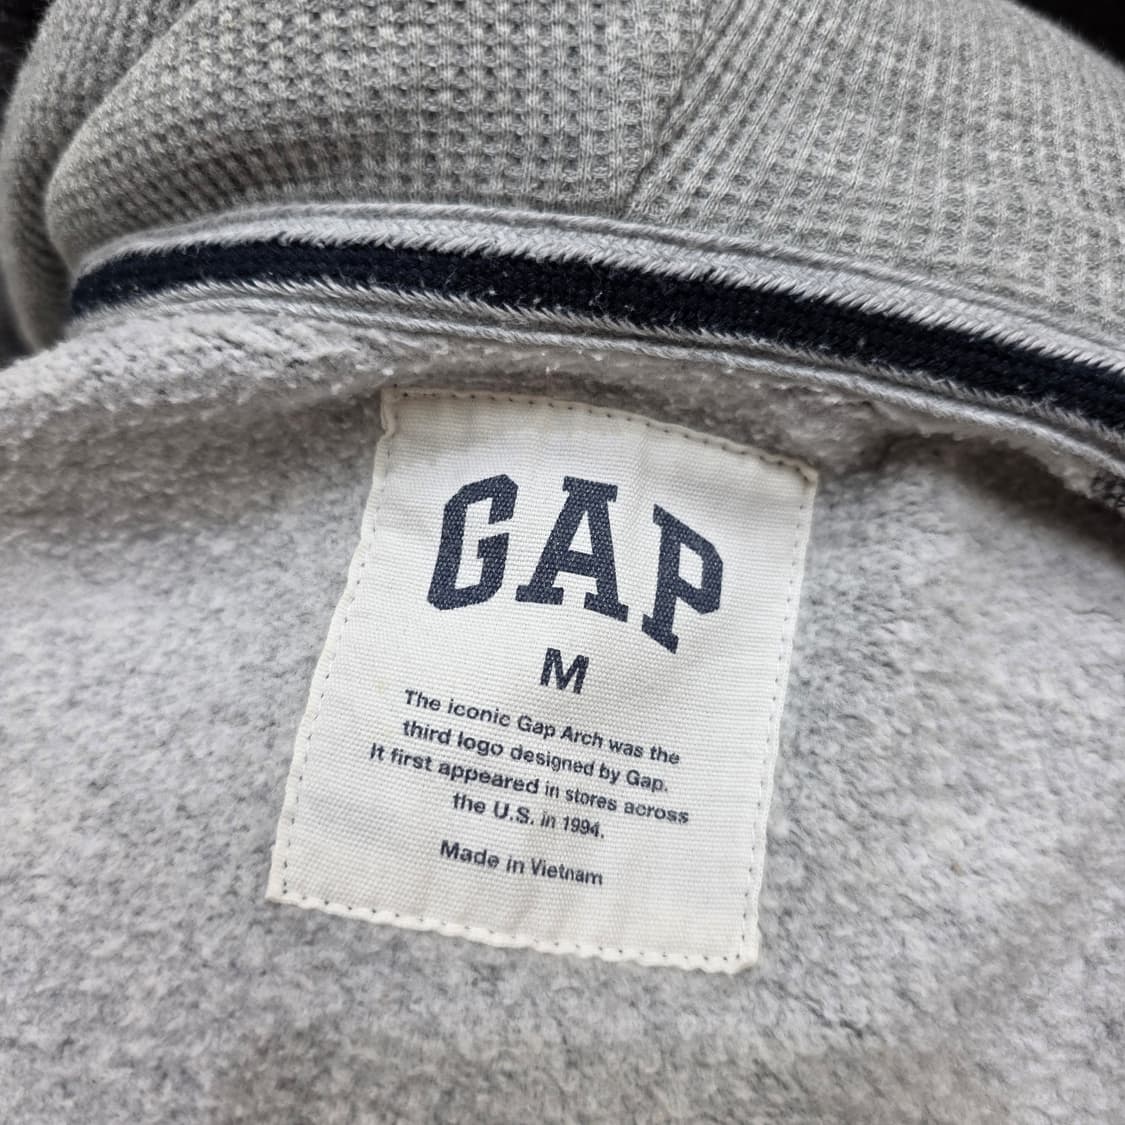 GAP
M
The iconic Gap Arch was the
third logo designed by Gap.
It first appeared in stores across
the U.S. in 1994.
Made in Vietnam